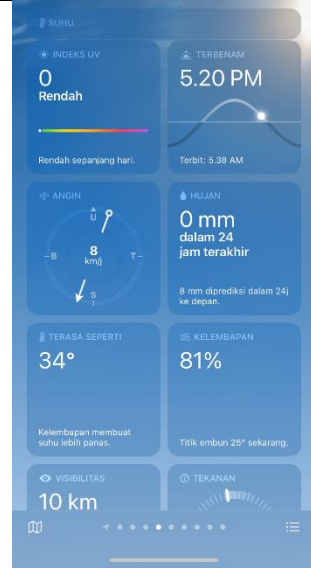 SUHU
INDEKS UV
0
Rendah
Rendah sepanjang hari.
TERBENAM
5.20 PM
Terbit: 5.38 AM
ANGIN
U
B
8
km/j
T
S
HUJAN
0 mm
dalam 24
jam terakhir
8 mm diprediksi dalam 24j
ke depan.
TERASA SEPERTI
34°
Kelembapan membuat
suhu lebih panas.
KELEMBAPAN
81%
Titik embun 25° sekarang.
VISIBILITAS
10 km
TEKANAN